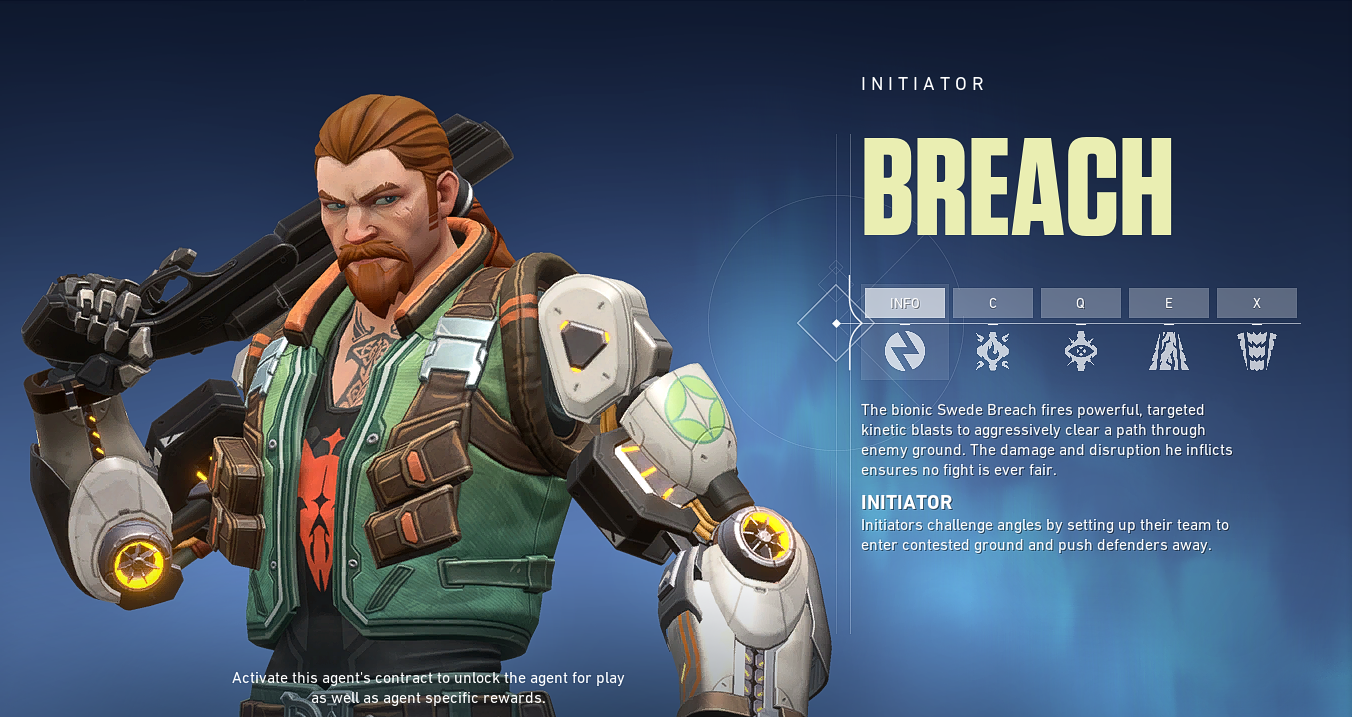 INITIATOR
BREACH
INFO C Q E X
The bionic Swede Breach fires powerful, targeted
kinetic blasts to aggressively clear a path through
enemy ground. The damage and disruption he inflicts
ensures no fight is ever fair.
INITIATOR
Initiators challenge angles by setting up their team to
enter contested ground and push defenders away.
Activate this agent's contract to unlock the agent for play
as well as agent specific rewards.